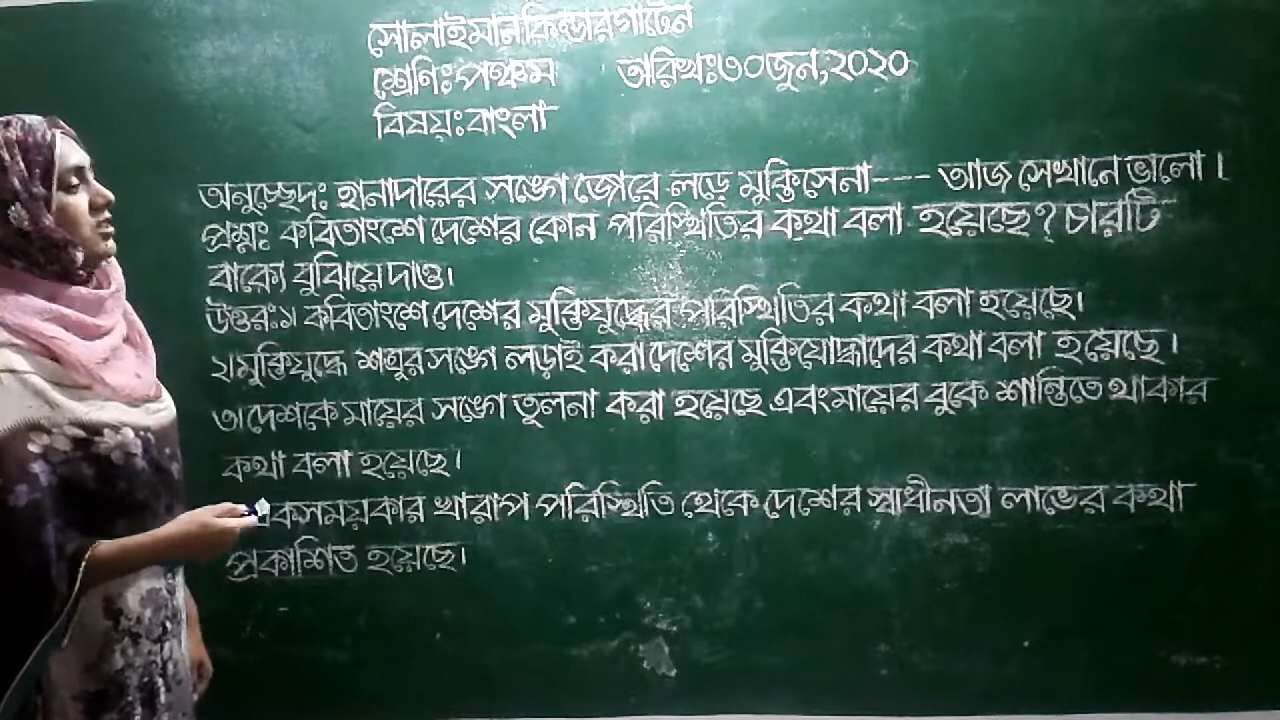 সোলাইমান কিন্ডারগার্টেন
শ্রেণিঃ পঞ্চম তারিখঃ ৩০জুন,২০২০
বিষয়ঃ বাংলা
অনুচ্ছেদঃ হানাদারের সঙ্গে জোরে লড়ে মুক্তিসেনা---- আজ সেখানে ভালো।
প্রশ্নঃ কবিতাংশে দেশের কোন পরিস্থিতির কথা বলা হয়েছে? চারটি
বাক্যে বুঝিয়ে দাও।
উত্তরঃ ১। কবিতাংশে দেশের মুক্তিযুদ্ধের পরিস্থিতির কথা বলা হয়েছে।
২।মুক্তিযুদ্ধে শত্রুর সঙ্গে লড়াই করা দেশের মুক্তিযোদ্ধাদের কথা বলা হয়েছে।
৩। দেশকে মায়ের সঙ্গে তুলনা করা হয়েছে এবং মায়ের বুকে শান্তিতে থাকার
কথা বলা হয়েছে।
একসময়কার খারাপ পরিস্থিতি থেকে দেশের স্বাধীনতা লাভের কথা
প্রকাশিত হয়েছে।